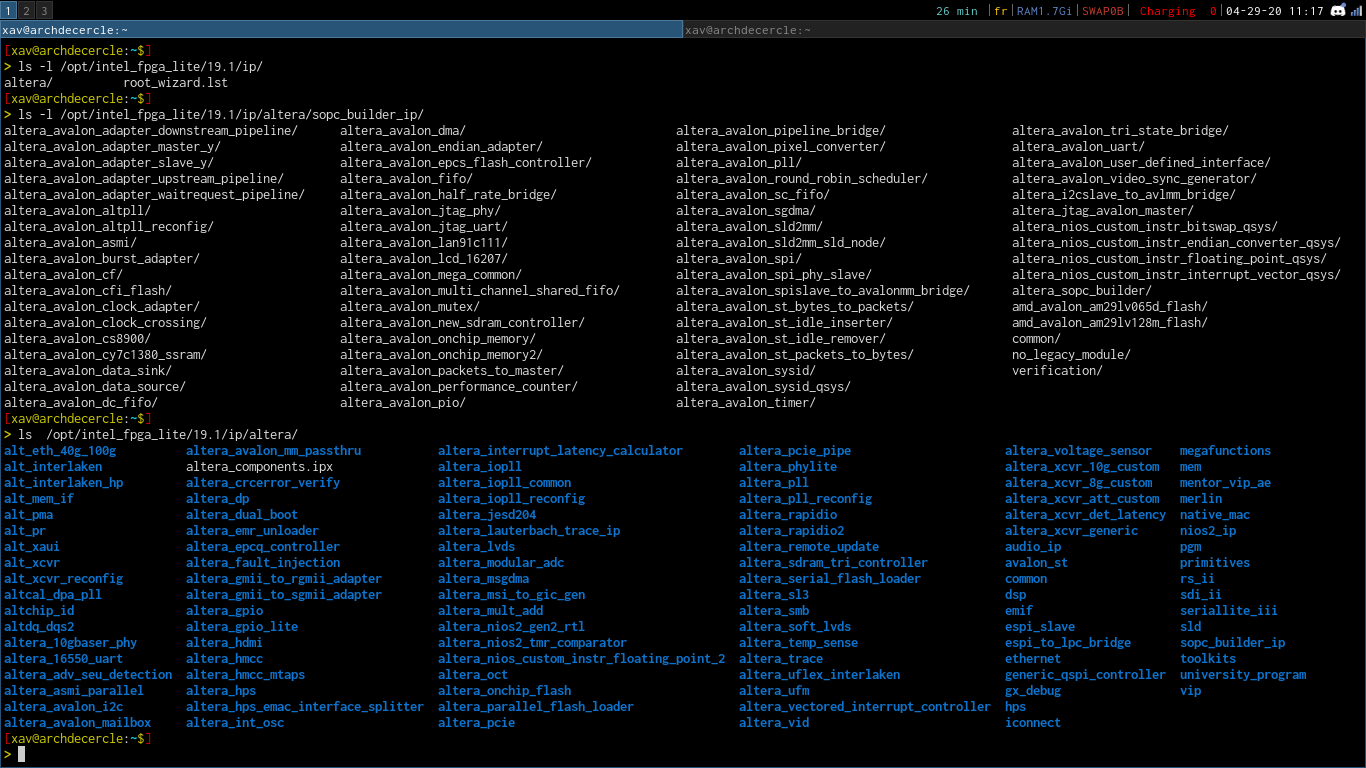 1 2 3 26 min |fr|RAM1.7Gi|SWAP0B| Charging 0| 04-29-20 11:17
xav@archdecercle:~ xav@archdecercle:~
[xav@archdecercle:~$]
> ls -l /opt/intel_fpga_lite/19.1/ip/
altera/ root_wizard.lst
[xav@archdecercle:~$]
> ls -l /opt/intel_fpga_lite/19.1/ip/altera/sopc_builder_ip/
altera_avalon_adapter_downstream_pipeline/ altera_avalon_dma/ altera_avalon_pipeline_bridge/ altera_avalon_tri_state_bridge/
altera_avalon_adapter_master_y/ altera_avalon_endian_adapter/ altera_avalon_pixel_converter/ altera_avalon_uart/
altera_avalon_adapter_slave_y/ altera_avalon_epcs_flash_controller/ altera_avalon_pll/ altera_avalon_user_defined_interface/
altera_avalon_adapter_upstream_pipeline/ altera_avalon_fifo/ altera_avalon_round_robin_scheduler/ altera_avalon_video_sync_generator/
altera_avalon_adapter_waitrequest_pipeline/ altera_avalon_half_rate_bridge/ altera_avalon_sc_fifo/ altera_i2cslave_to_avlmm_bridge/
altera_avalon_altpll/ altera_avalon_jtag_phy/ altera_avalon_sgdma/ altera_jtag_avalon_master/
altera_avalon_altpll_reconfig/ altera_avalon_jtag_uart/ altera_avalon_sld2mm/ altera_nios_custom_instr_bitswap_qsys/
altera_avalon_asmi/ altera_avalon_lan91c111/ altera_avalon_sld2mm_sld_node/ altera_nios_custom_instr_endian_converter_qsys/
altera_avalon_burst_adapter/ altera_avalon_lcd_16207/ altera_avalon_spi/ altera_nios_custom_instr_floating_point_qsys/
altera_avalon_cf/ altera_avalon_mega_common/ altera_avalon_spi_phy_slave/ altera_nios_custom_instr_interrupt_vector_qsys/
altera_avalon_cfi_flash/ altera_avalon_multi_channel_shared_fifo/ altera_avalon_spislave_to_avalonmm_bridge/ altera_sopc_builder/
altera_avalon_clock_adapter/ altera_avalon_mutex/ altera_avalon_st_bytes_to_packets/ amd_avalon_am29lv065d_flash/
altera_avalon_clock_crossing/ altera_avalon_new_sdram_controller/ altera_avalon_st_idle_inserter/ amd_avalon_am29lv128m_flash/
altera_avalon_cs8900/ altera_avalon_onchip_memory/ altera_avalon_st_idle_remover/ common/
altera_avalon_cy7c1380_ssram/ altera_avalon_onchip_memory2/ altera_avalon_st_packets_to_bytes/ no_legacy_module/
altera_avalon_data_sink/ altera_avalon_packets_to_master/ altera_avalon_sysid/ verification/
altera_avalon_data_source/ altera_avalon_performance_counter/ altera_avalon_sysid_qsys/
altera_avalon_dc_fifo/ altera_avalon_pio/ altera_avalon_timer/
[xav@archdecercle:~$]
> ls  /opt/intel_fpga_lite/19.1/ip/altera/
alt_eth_40g_100g altera_avalon_mm_passthru altera_interrupt_latency_calculator altera_pcie_pipe altera_voltage_sensor megafunctions
alt_interlaken altera_components.ipx altera_iopll altera_phylite altera_xcvr_10g_custom mem
alt_interlaken_hp altera_crcerror_verify altera_iopll_common altera_pll altera_xcvr_8g_custom mentor_vip_ae
alt_mem_if altera_dp altera_iopll_reconfig altera_pll_reconfig altera_xcvr_att_custom merlin
alt_pma altera_dual_boot altera_jesd204 altera_rapidio altera_xcvr_det_latency native_mac
alt_pr altera_emr_unloader altera_lauterbach_trace_ip altera_rapidio2 altera_xcvr_generic nios2_ip
alt_xaui altera_epcq_controller altera_lvds altera_remote_update audio_ip pgm
alt_xcvr altera_fault_injection altera_modular_adc altera_sdram_tri_controller avalon_st primitives
alt_xcvr_reconfig altera_gmii_to_rgmii_adapter altera_msgdma altera_serial_flash_loader common rs_ii
altcal_dpa_pll altera_gmii_to_sgmii_adapter altera_msi_to_gic_gen altera_sl3 dsp sdi_ii
altchip_id altera_gpio altera_mult_add altera_smb emif seriallite_iii
altdq_dqs2 altera_gpio_lite altera_nios2_gen2_rtl altera_soft_lvds espi_slave sld
altera_10gbaser_phy altera_hdmi altera_nios2_tmr_comparator altera_temp_sense espi_to_lpc_bridge sopc_builder_ip
altera_16550_uart altera_hmcc altera_nios_custom_instr_floating_point_2 altera_trace ethernet toolkits
altera_adv_seu_detection altera_hmcc_mtaps altera_oct altera_uflex_interlaken generic_qspi_controller university_program
altera_asmi_parallel altera_hps altera_onchip_flash altera_ufm gx_debug vip
altera_avalon_i2c altera_hps_emac_interface_splitter altera_parallel_flash_loader altera_vectored_interrupt_controller hps
altera_avalon_mailbox altera_int_osc altera_pcie altera_vid iconnect
[xav@archdecercle:~$]
>